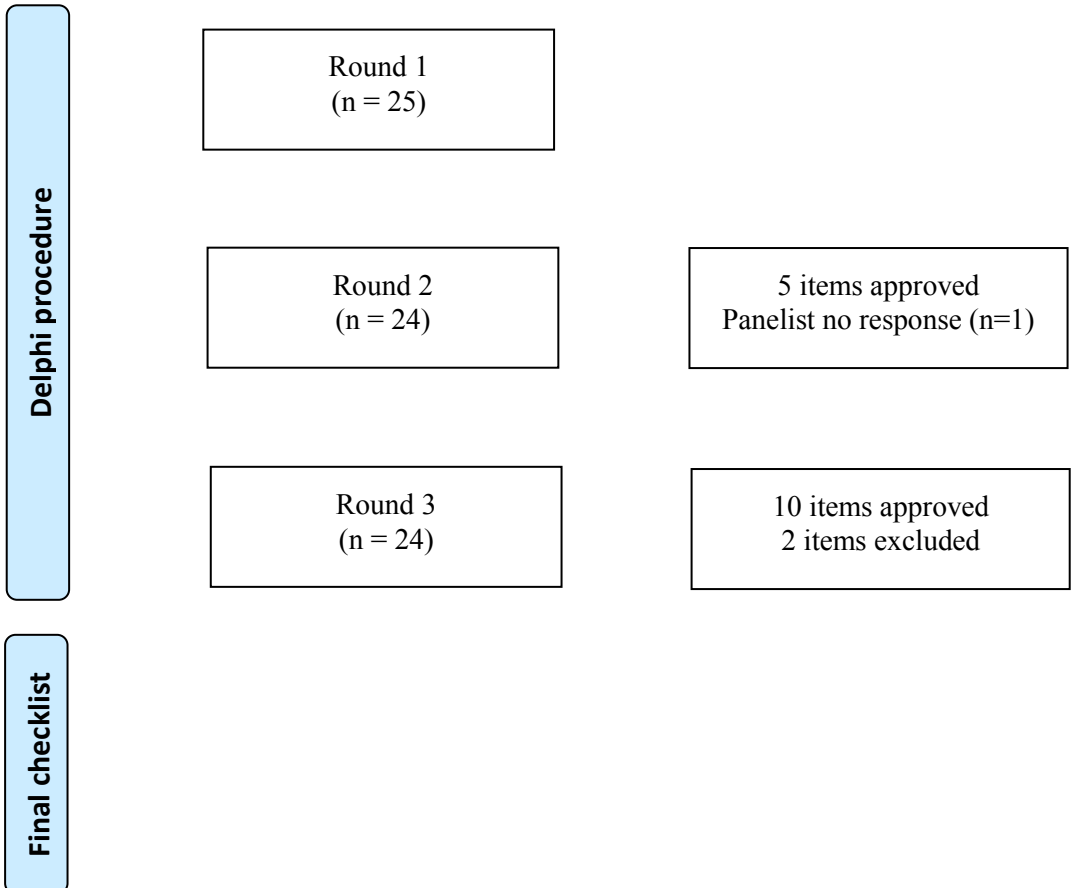 Delphi procedure
Round 1
(n = 25)
Round 2
(n = 24)
5 items approved
Panelist no response (n=1)
Round 3
(n = 24)
10 items approved
2 items excluded
Final checklist